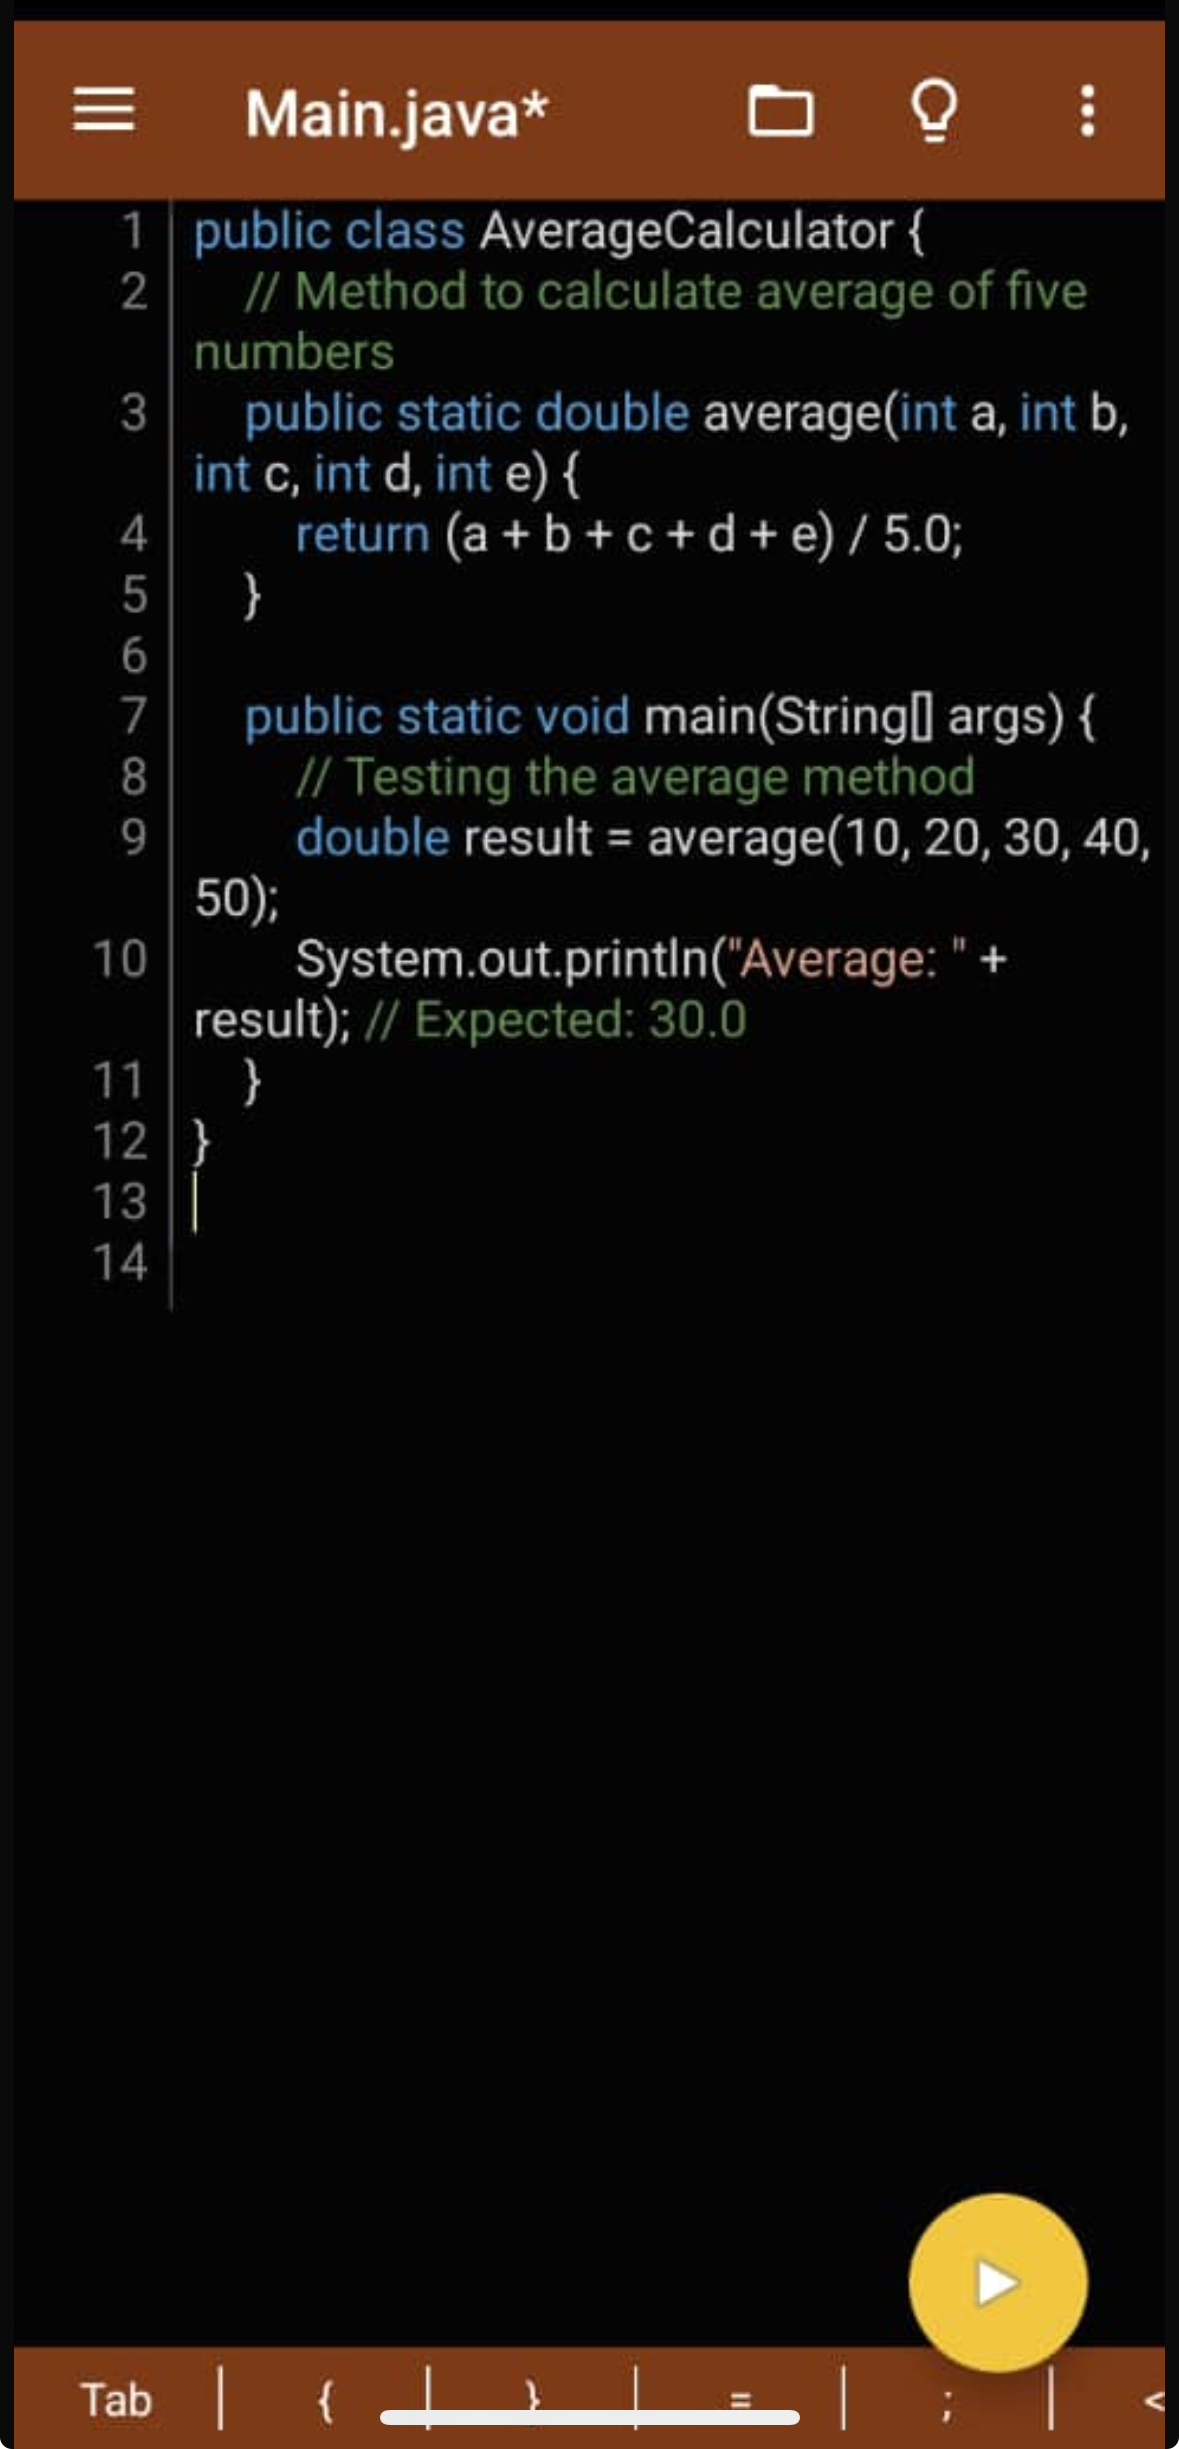 Main.java*
1 public class AverageCalculator {
2 // Method to calculate average of five
numbers
3 public static double average(int a, int b,
int c, int d, int e) {
4 return (a + b + c + d + e) / 5.0;
5 }
6
7 public static void main(String[] args) {
8 // Testing the average method
9 double result = average(10, 20, 30, 40,
50);
10 System.out.println("Average: " +
result); // Expected: 30.0
11 }
12 }
13
14
Tab | { | } | = | ; | <